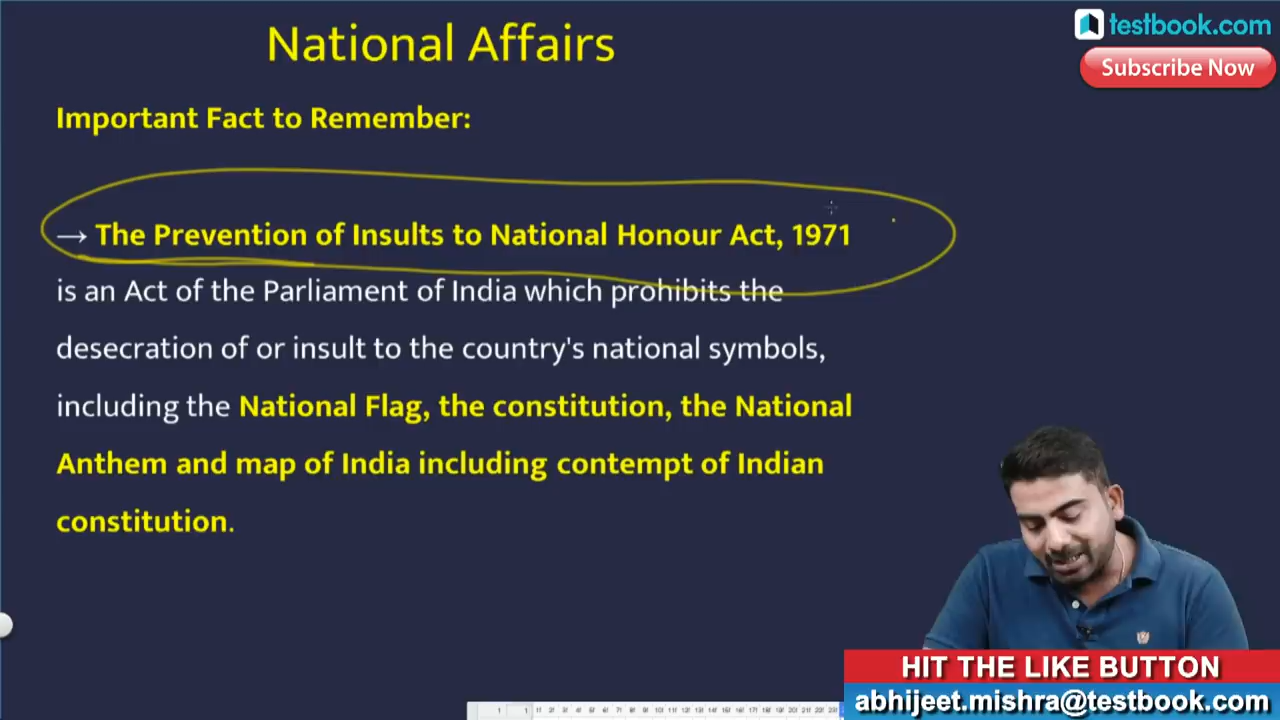 National Affairs
testbook.com
Subscribe Now
Important Fact to Remember:
→ The Prevention of Insults to National Honour Act, 1971
is an Act of the Parliament of India which prohibits the
desecration of or insult to the country's national symbols,
including the National Flag, the constitution, the National
Anthem and map of India including contempt of Indian
constitution.
HIT THE LIKE BUTTON
abhijeet.mishra@testbook.com